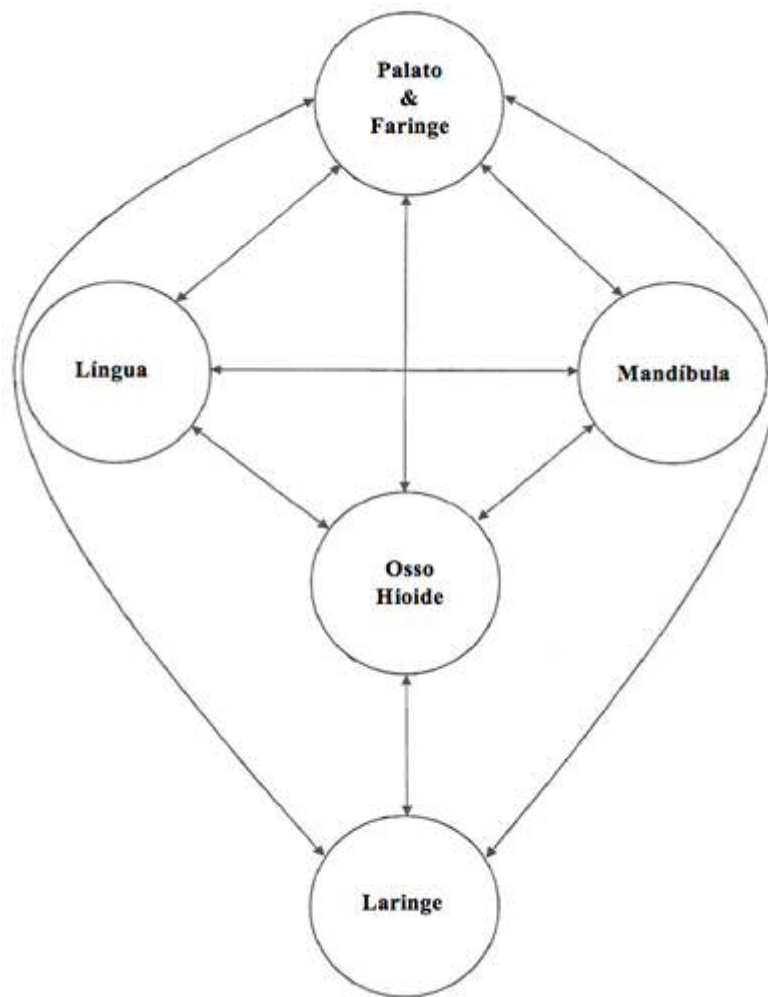 Palato
&
Faringe
Língua
Mandíbula
Osso
Hioide
Laringe